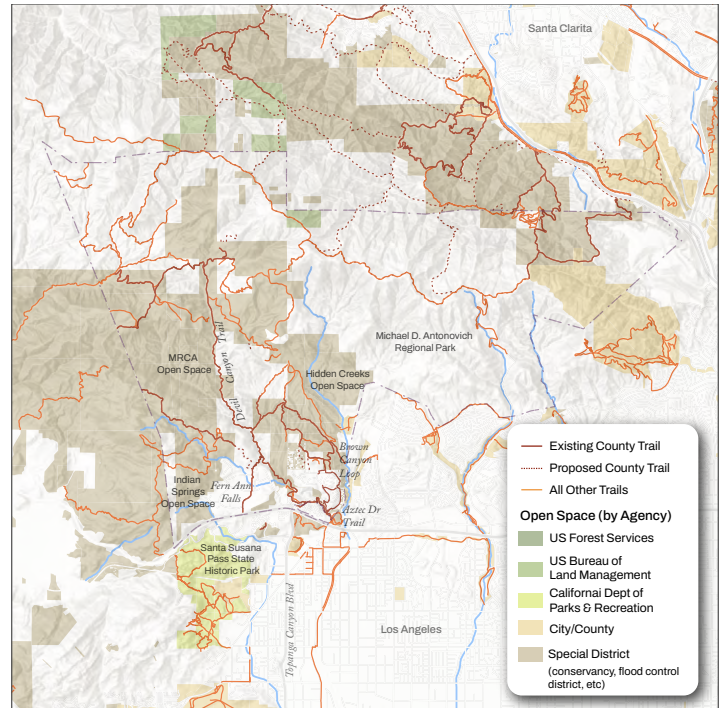 Santa Clarita
Michael D. Antonovich
Regional Park
MRCA
Open Space
Devil Canyon Trail
Hidden Creeks
Open Space
Brown
Canyon
Loop
Indian
Springs
Open Space
Fern Ann
Falls
Aztec Dr
Trail
Santa Susana
Pass State
Historic Park
Topanga Canyon Blvd
Los Angeles
Existing County Trail
Proposed County Trail
All Other Trails
Open Space (by Agency)
US Forest Services
US Bureau of
Land Management
Californai Dept of
Parks & Recreation
City/County
Special District
(conservancy, flood control
district, etc)